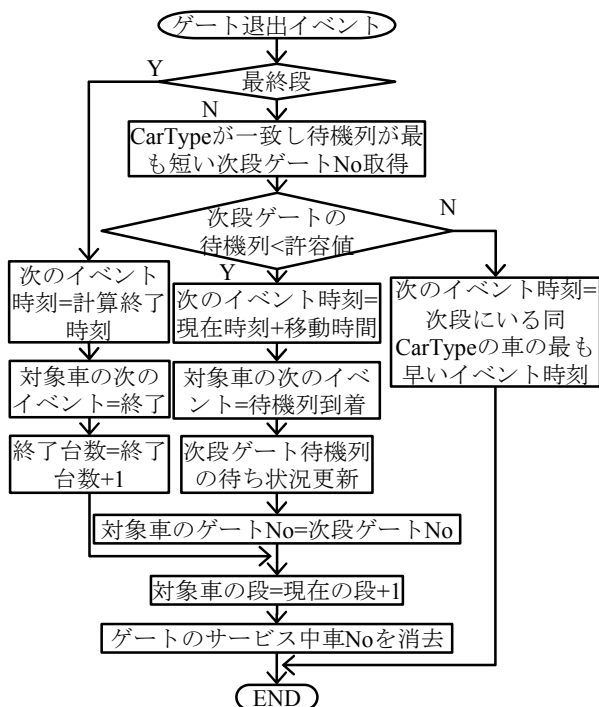 ゲート退出イベント
Y
最終段
N
CarTypeが一致し待機列が最
も短い次段ゲートNo取得
次段ゲートの
待機列<許容値
N
Y
次のイベント
時刻=計算終了
時刻
次のイベント時刻=
現在時刻+移動時間
次のイベント時刻=
次段にいる同
CarTypeの車の最も
早いイベント時刻
対象車の次の
イベント=終了
対象車の次のイベ
ント=待機列到着
終了台数=終了
台数+1
次段ゲート待機列
の待ち状況更新
対象車のゲートNo=次段ゲートNo
対象車の段=現在の段+1
ゲートのサービス中車Noを消去
END